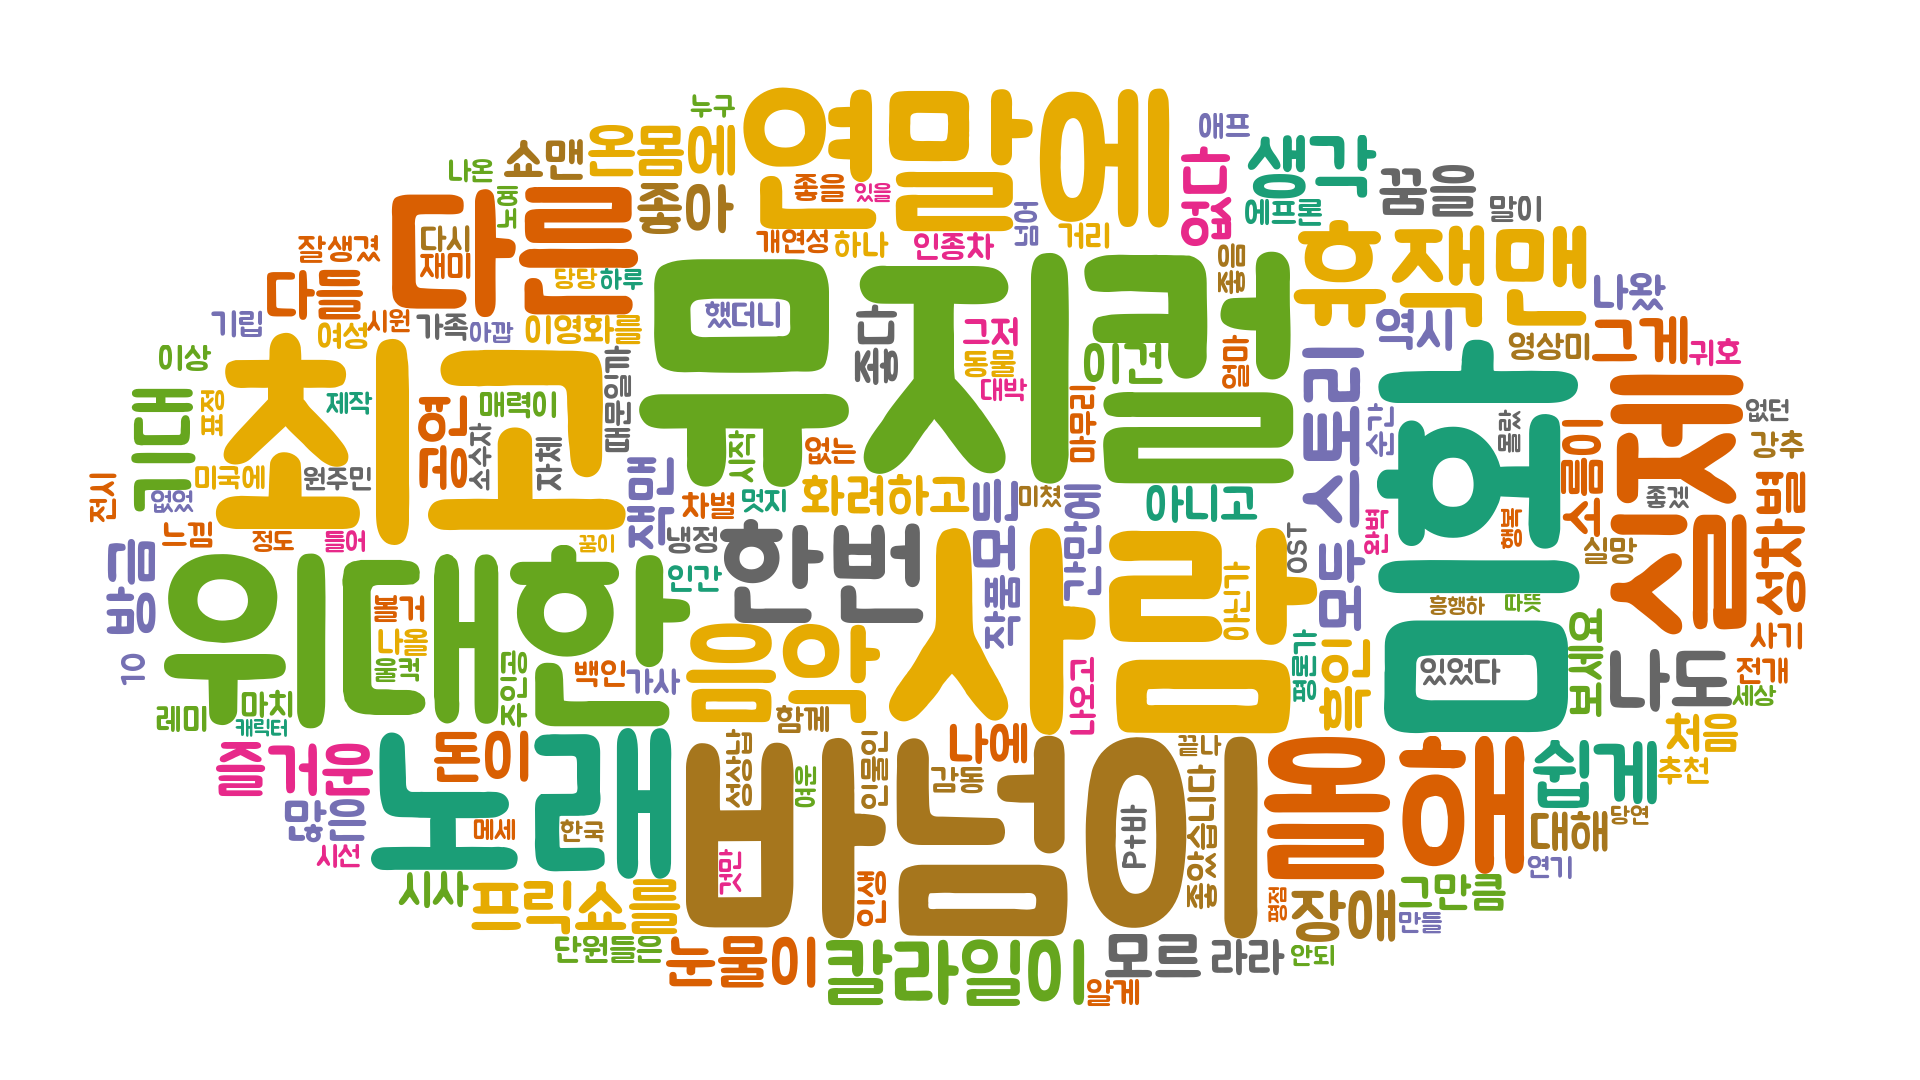 누구
연말에
애프
쇼맨
온몸에
나온
없다
생각
꿈을
말이
에프론
좋아
좋을
있을
다른
다시
재미
잘생겼
개연성
하나
인종차
넘어
거리
휴잭맨
좋음
다들
당당
하루
뮤지컬
했더니
나왔
기립
여성
시원
가족
아깝
이영화를
좋다
그저
동물
대박
이건
얼마
역시
영상미
그게
귀호
이상
최고
제작
공연
매력이
소수자
자체
때문일까
마무리
스토리
순간
흠
몰랐
실제
없던
강추
기대
표정
미국에
원주민
없었
전시
시작
없는
차별
멋지
화려하고
모든
미쳤
간만에
아니고
잭맨
냉정
한번
완벽
행복
소름이
좋게
성차별
실망
느낌
정도
들어
꿈이
방금
위대한
볼거
나올
울컥
인간
음악
사람
작품
아닌가
OST
모두
흥행하
따뜻
사기
10
레미
마치
캐릭터
주인공
백인
가사
함께
나오고
평론가
흑인
있었다
보세여
나도
전개
세상
처음
추천
즐거운
돈이
노래
많은
메세
한국
시선
바넘이
성상납
여운
인물인
나에
감동
P+바
끝나
좋았습니다
올해
쉽게
대해
당연
연기
것만
인생
평점
장애
그만큼
만들
시사
프릭쇼를
단원들은
눈물이
칼라일이
모르
라라
안되
알게